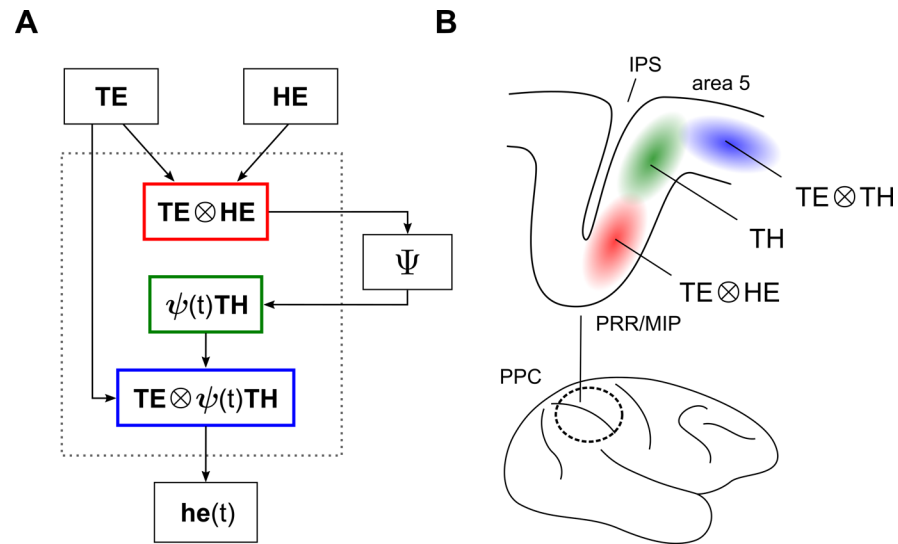 A
TE
HE
TE⊗HE
Ψ
ψ(t)TH
TE⊗ψ(t)TH
he(t)
B
IPS
area 5
TE⊗TH
TH
TE⊗HE
PRR/MIP
PPC